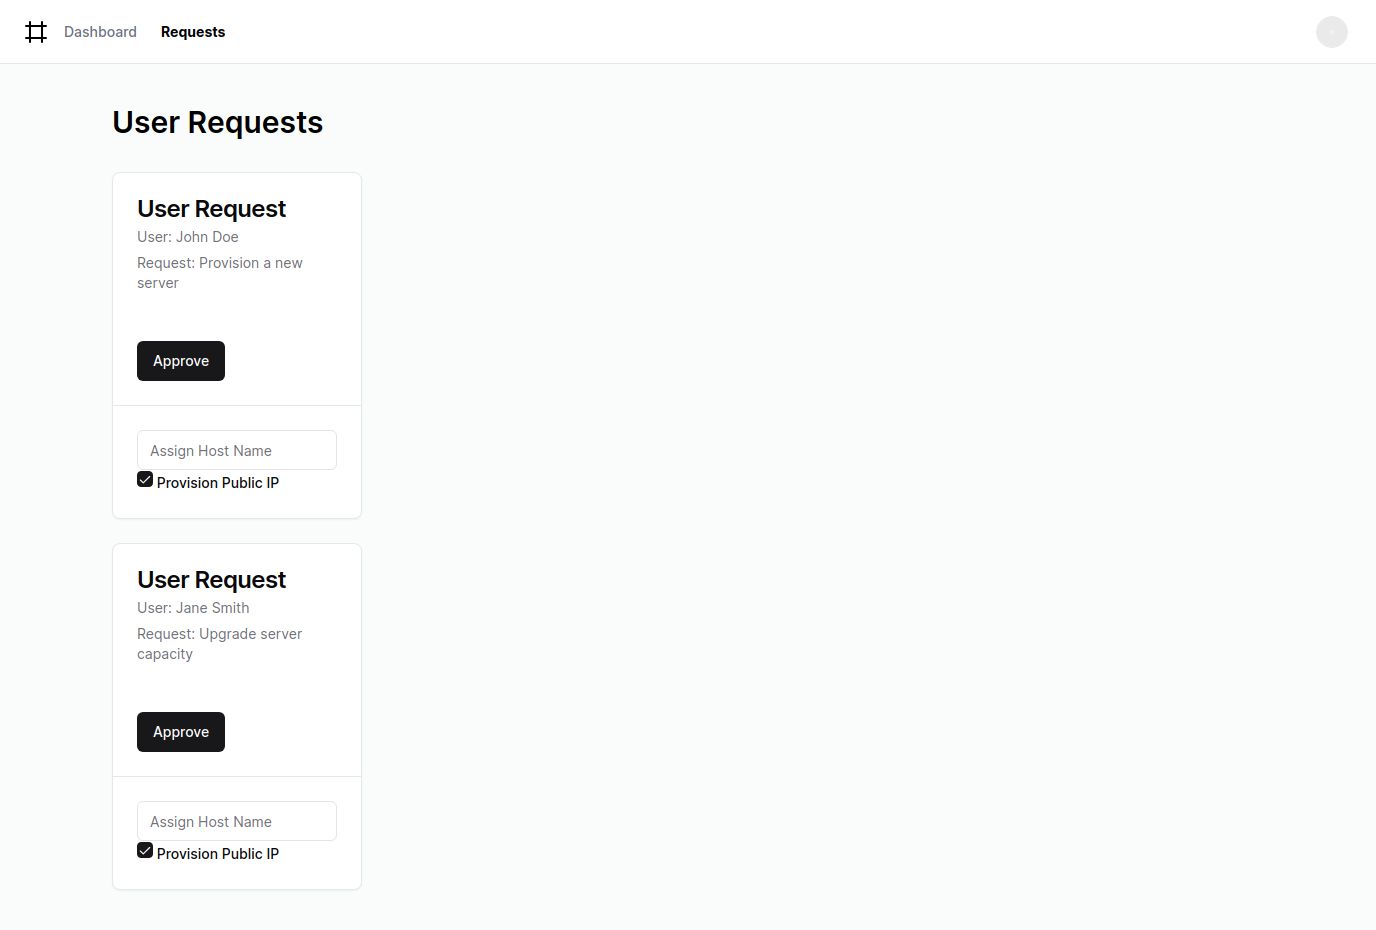 Dashboard Requests
User Requests
User Request
User: John Doe
Request: Provision a new
server
Approve
Assign Host Name
Provision Public IP
User Request
User: Jane Smith
Request: Upgrade server
capacity
Approve
Assign Host Name
Provision Public IP